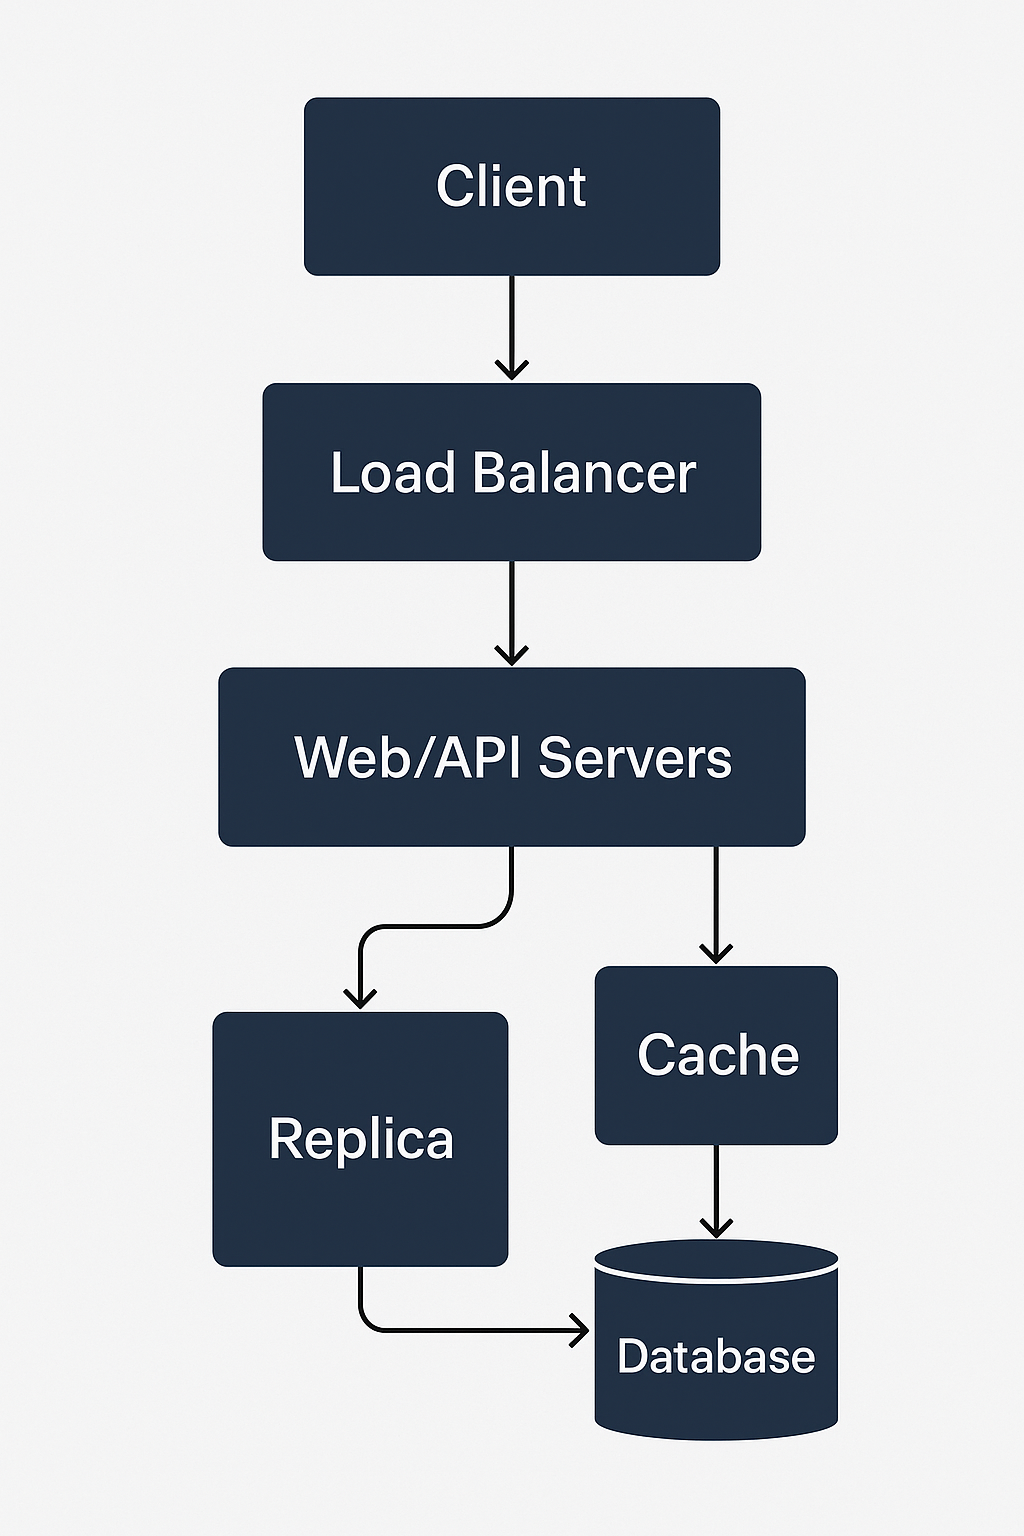 Client
Load Balancer
Web/API Servers
Cache
Replica
Database